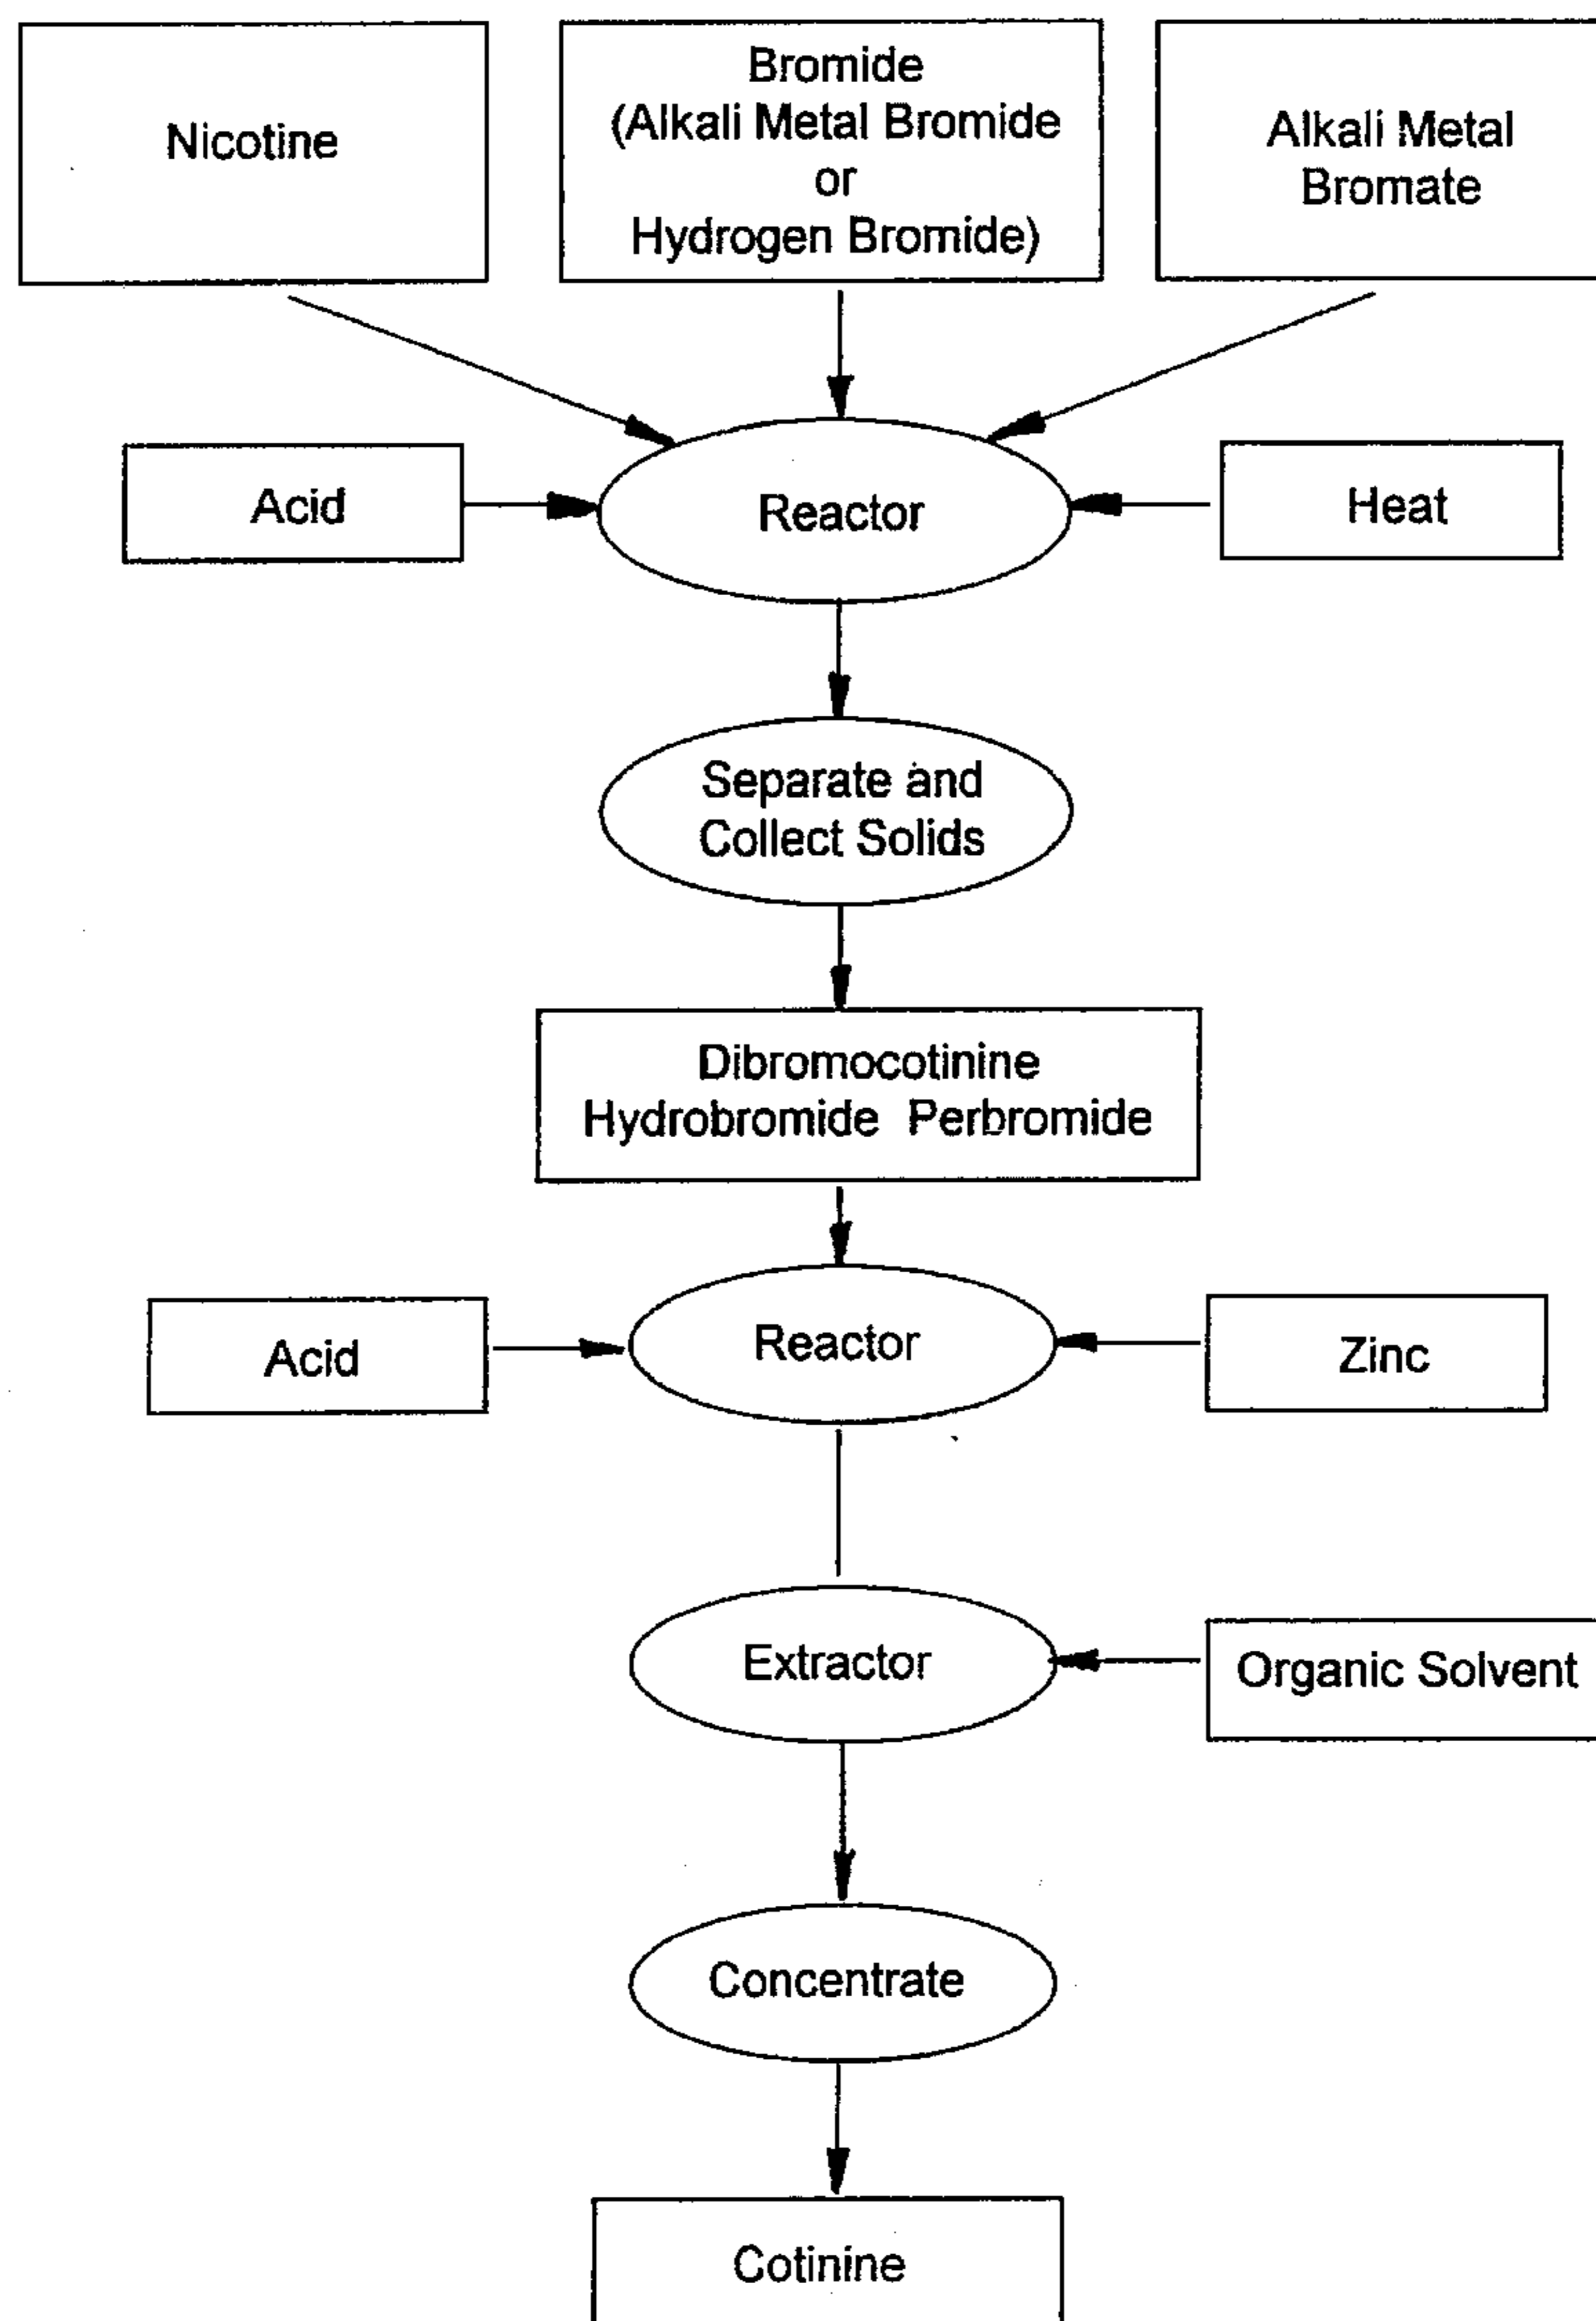 Nicotine
Bromide
(Alkali Metal Bromide
or
Hydrogen Bromide)
Alkali Metal
Bromate
Acid
Reactor
Heat
Separate and
Collect Solids
Dibromocotinine
Hydrobromide Perbromide
Acid
Reactor
Zinc
Extractor
Organic Solvent
Concentrate
Cotinine